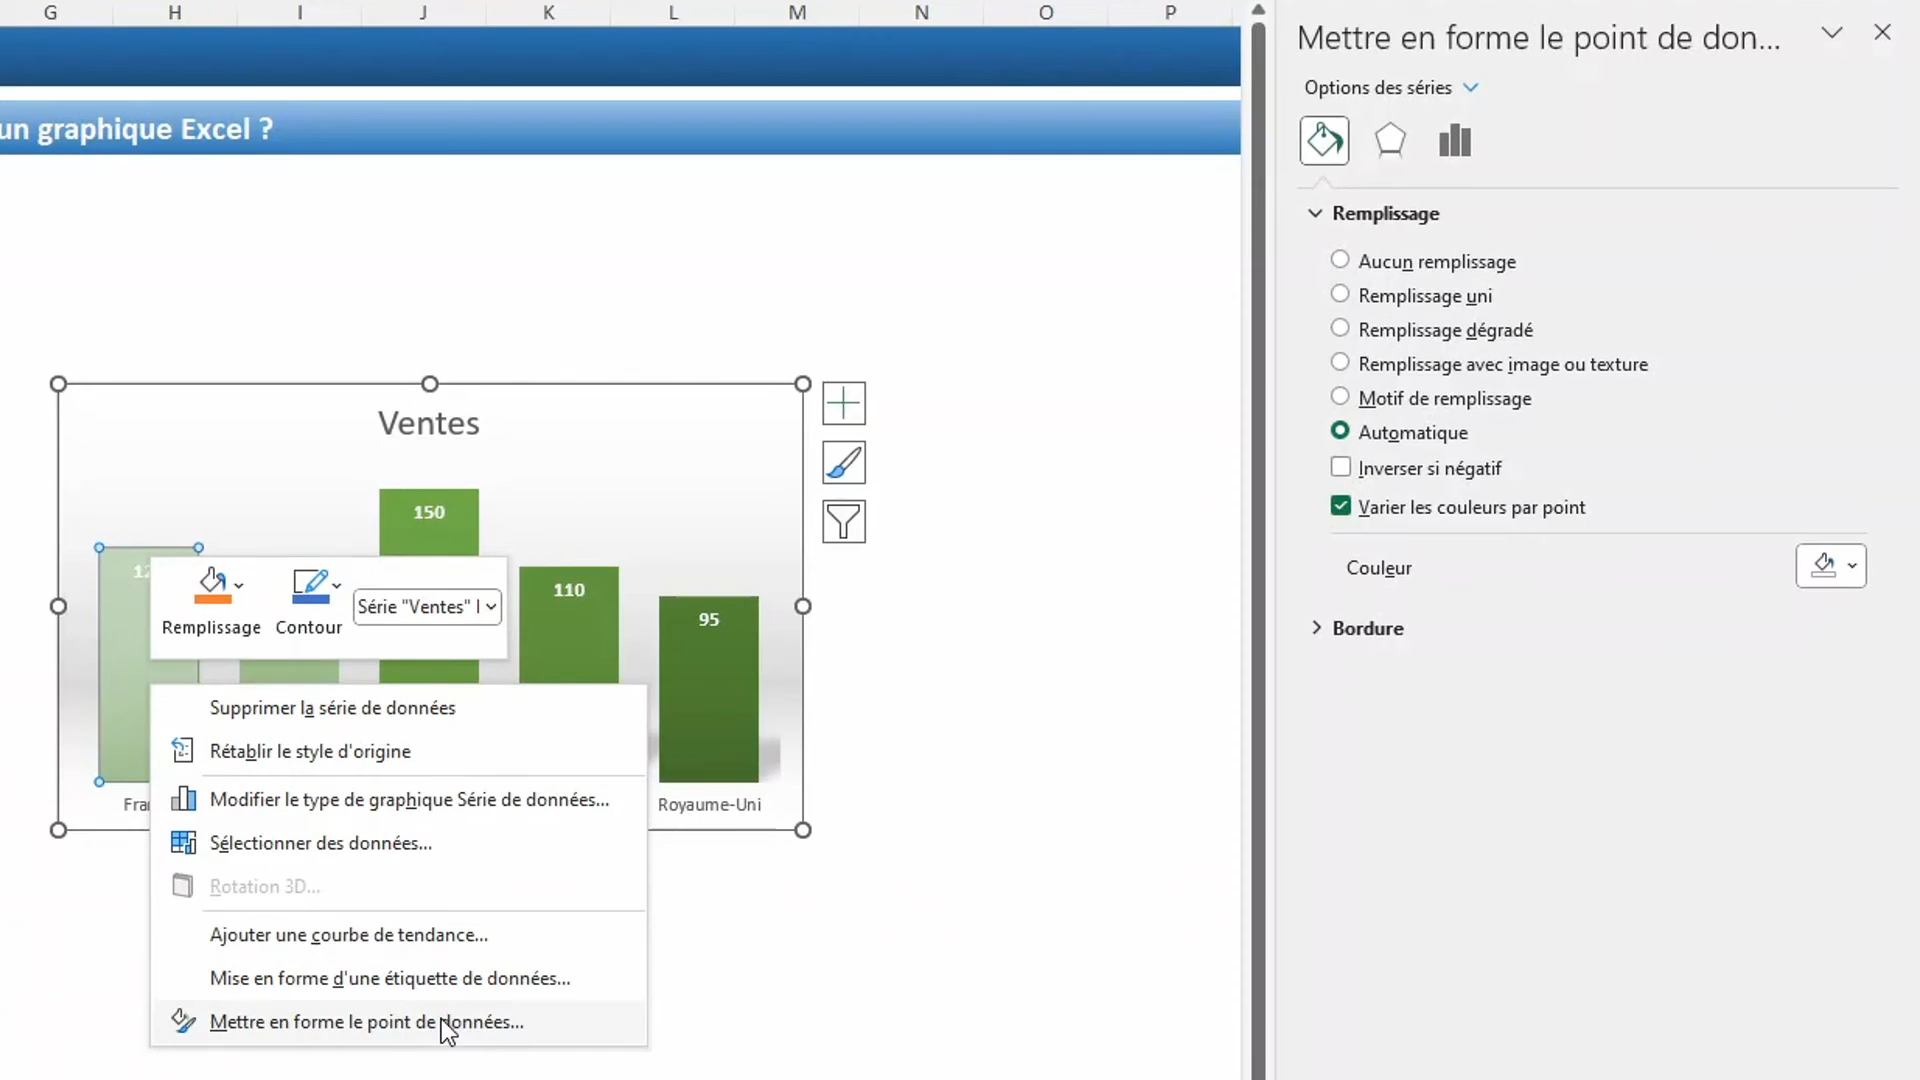 G H I J K L M N O P
un graphique Excel ?
Ventes
150
110
95
Remplissage
Contour
Série "Ventes"
Supprimer la série de données
Rétablir le style d'origine
Modifier le type de graphique Série de données...
Sélectionner des données...
Rotation 3D...
Ajouter une courbe de tendance...
Mise en forme d'une étiquette de données...
Mettre en forme le point de données...
Royaume-Uni
Mettre en forme le point de don...
Options des séries
Remplissage
Aucun remplissage
Remplissage uni
Remplissage dégradé
Remplissage avec image ou texture
Motif de remplissage
Automatique
Inverser si négatif
Varier les couleurs par point
Couleur
Bordure